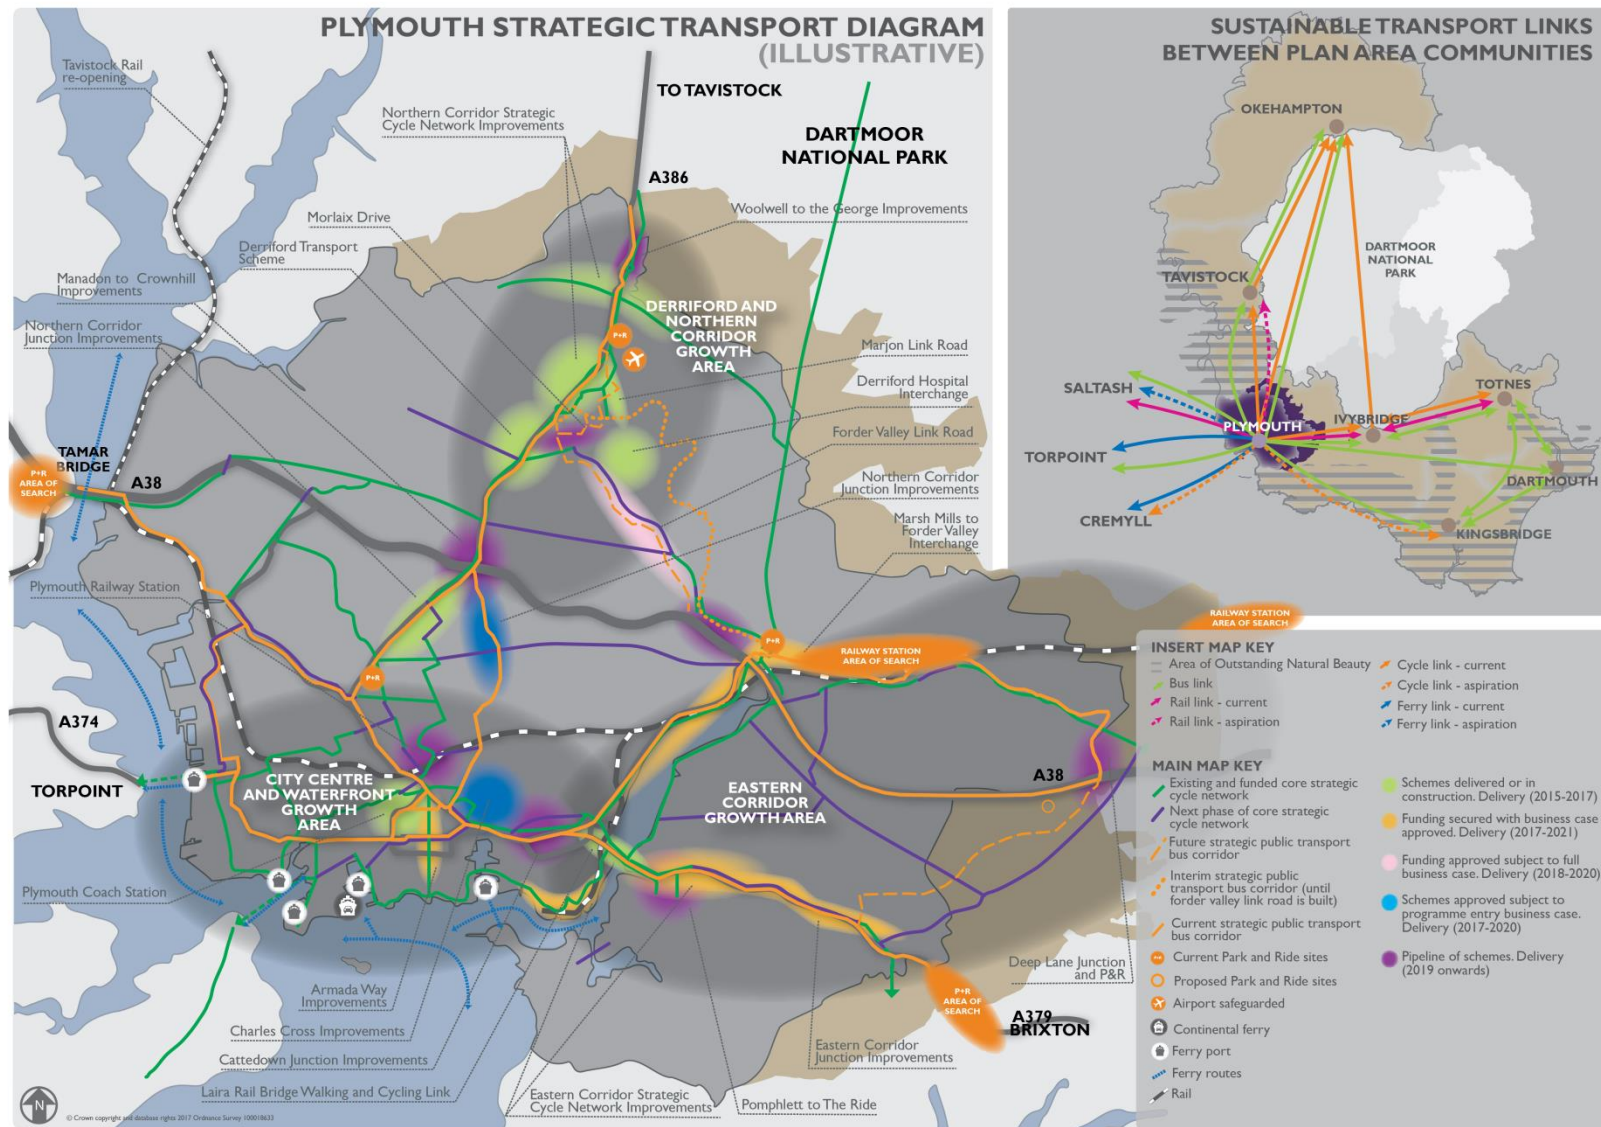 PLYMOUTH STRATEGIC TRANSPORT DIAGRAM
(ILLUSTRATIVE)
Tavistock Rail
re-opening
TO TAVISTOCK
Northern Corridor Strategic
Cycle Network Improvements
DARTMOOR
NATIONAL PARK
A386
Morlaix Drive
Woolwell to the George Improvements
Derriford Transport
Scheme
Manadon to Crownhill
Improvements
Northern Corridor
Junction Improvements
DERRIFORD AND
NORTHERN
CORRIDOR
GROWTH
AREA
P+R
Marjon Link Road
Derriford Hospital
Interchange
Forder Valley Link Road
Northern Corridor
Junction Improvements
Marsh Mills to
Forder Valley
Interchange
TAMAR
BRIDGE
P+R
AREA OF
SEARCH
A38
Plymouth Railway Station
P+R
P+R
RAILWAY STATION
AREA OF SEARCH
RAILWAY STATION
AREA OF SEARCH
A374
TORPOINT
CITY CENTRE
AND WATERFRONT
GROWTH
AREA
EASTERN
CORRIDOR
GROWTH AREA
A38
Plymouth Coach Station
Deep Lane Junction
and P&R
P+R
AREA OF
SEARCH
A379
BRIXTON
Armada Way
Improvements
Charles Cross Improvements
Cattedown Junction Improvements
Laira Rail Bridge Walking and Cycling Link
Eastern Corridor Strategic
Cycle Network Improvements
Pomphlett to The Ride
Eastern Corridor
Junction Improvements
N
© Crown copyright and database rights 2017 Ordnance Survey 100018633
SUSTAINABLE TRANSPORT LINKS
BETWEEN PLAN AREA COMMUNITIES
OKEHAMPTON
DARTMOOR
NATIONAL
PARK
TAVISTOCK
SALTASH
TOTNES
PLYMOUTH
IVYBRIDGE
TORPOINT
DARTMOUTH
CREMYLL
KINGSBRIDGE
INSERT MAP KEY
Area of Outstanding Natural Beauty
Bus link
Rail link - current
Rail link - aspiration
Cycle link - current
Cycle link - aspiration
Ferry link - current
Ferry link - aspiration
MAIN MAP KEY
Existing and funded core strategic
cycle network
Next phase of core strategic
cycle network
Future strategic public transport
bus corridor
Interim strategic public
transport bus corridor (until
forder valley link road is built)
Current strategic public transport
bus corridor
Current Park and Ride sites
Proposed Park and Ride sites
Airport safeguarded
Continental ferry
Ferry port
Ferry routes
Rail
Schemes delivered or in
construction. Delivery (2015-2017)
Funding secured with business case
approved. Delivery (2017-2021)
Funding approved subject to full
business case. Delivery (2018-2020)
Schemes approved subject to
programme entry business case.
Delivery (2017-2020)
Pipeline of schemes. Delivery
(2019 onwards)